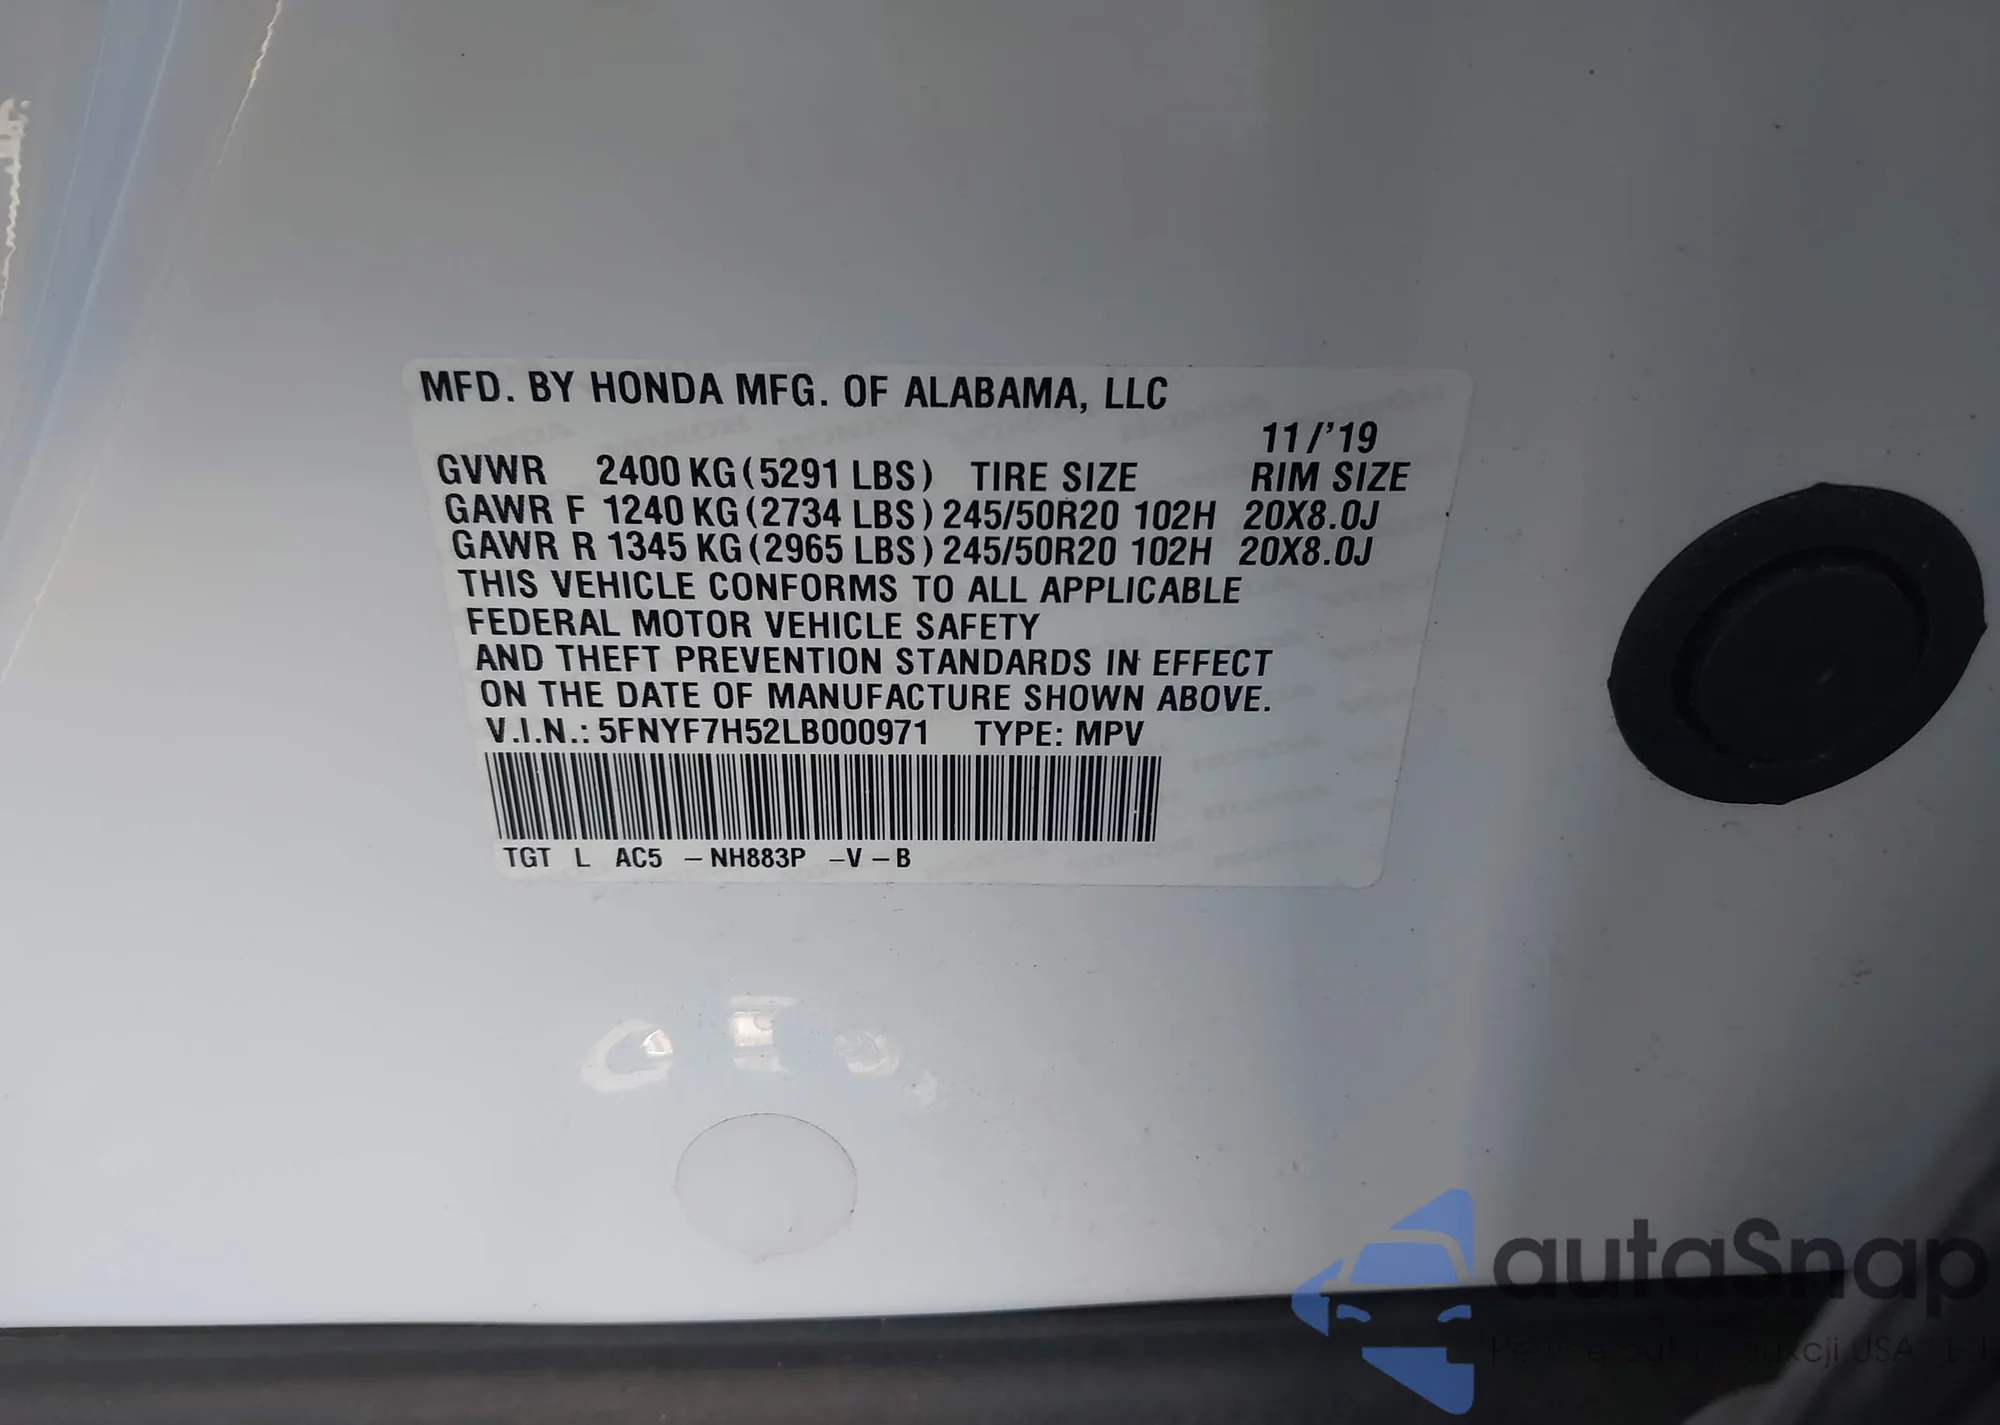 MFD. BY HONDA MFG. OF ALABAMA, LLC
11/'19
GVWR 2400 KG (5291 LBS) TIRE SIZE RIM SIZE
GAWR F 1240 KG (2734 LBS) 245/50R20 102H 20X8.0J
GAWR R 1345 KG (2965 LBS) 245/50R20 102H 20X8.0J
THIS VEHICLE CONFORMS TO ALL APPLICABLE
FEDERAL MOTOR VEHICLE SAFETY
AND THEFT PREVENTION STANDARDS IN EFFECT
ON THE DATE OF MANUFACTURE SHOWN ABOVE.
V.I.N.: 5FNYF7H52LB000971 TYPE: MPV
TGT L AC5 -NH883P -V-B
autaSnap
USA